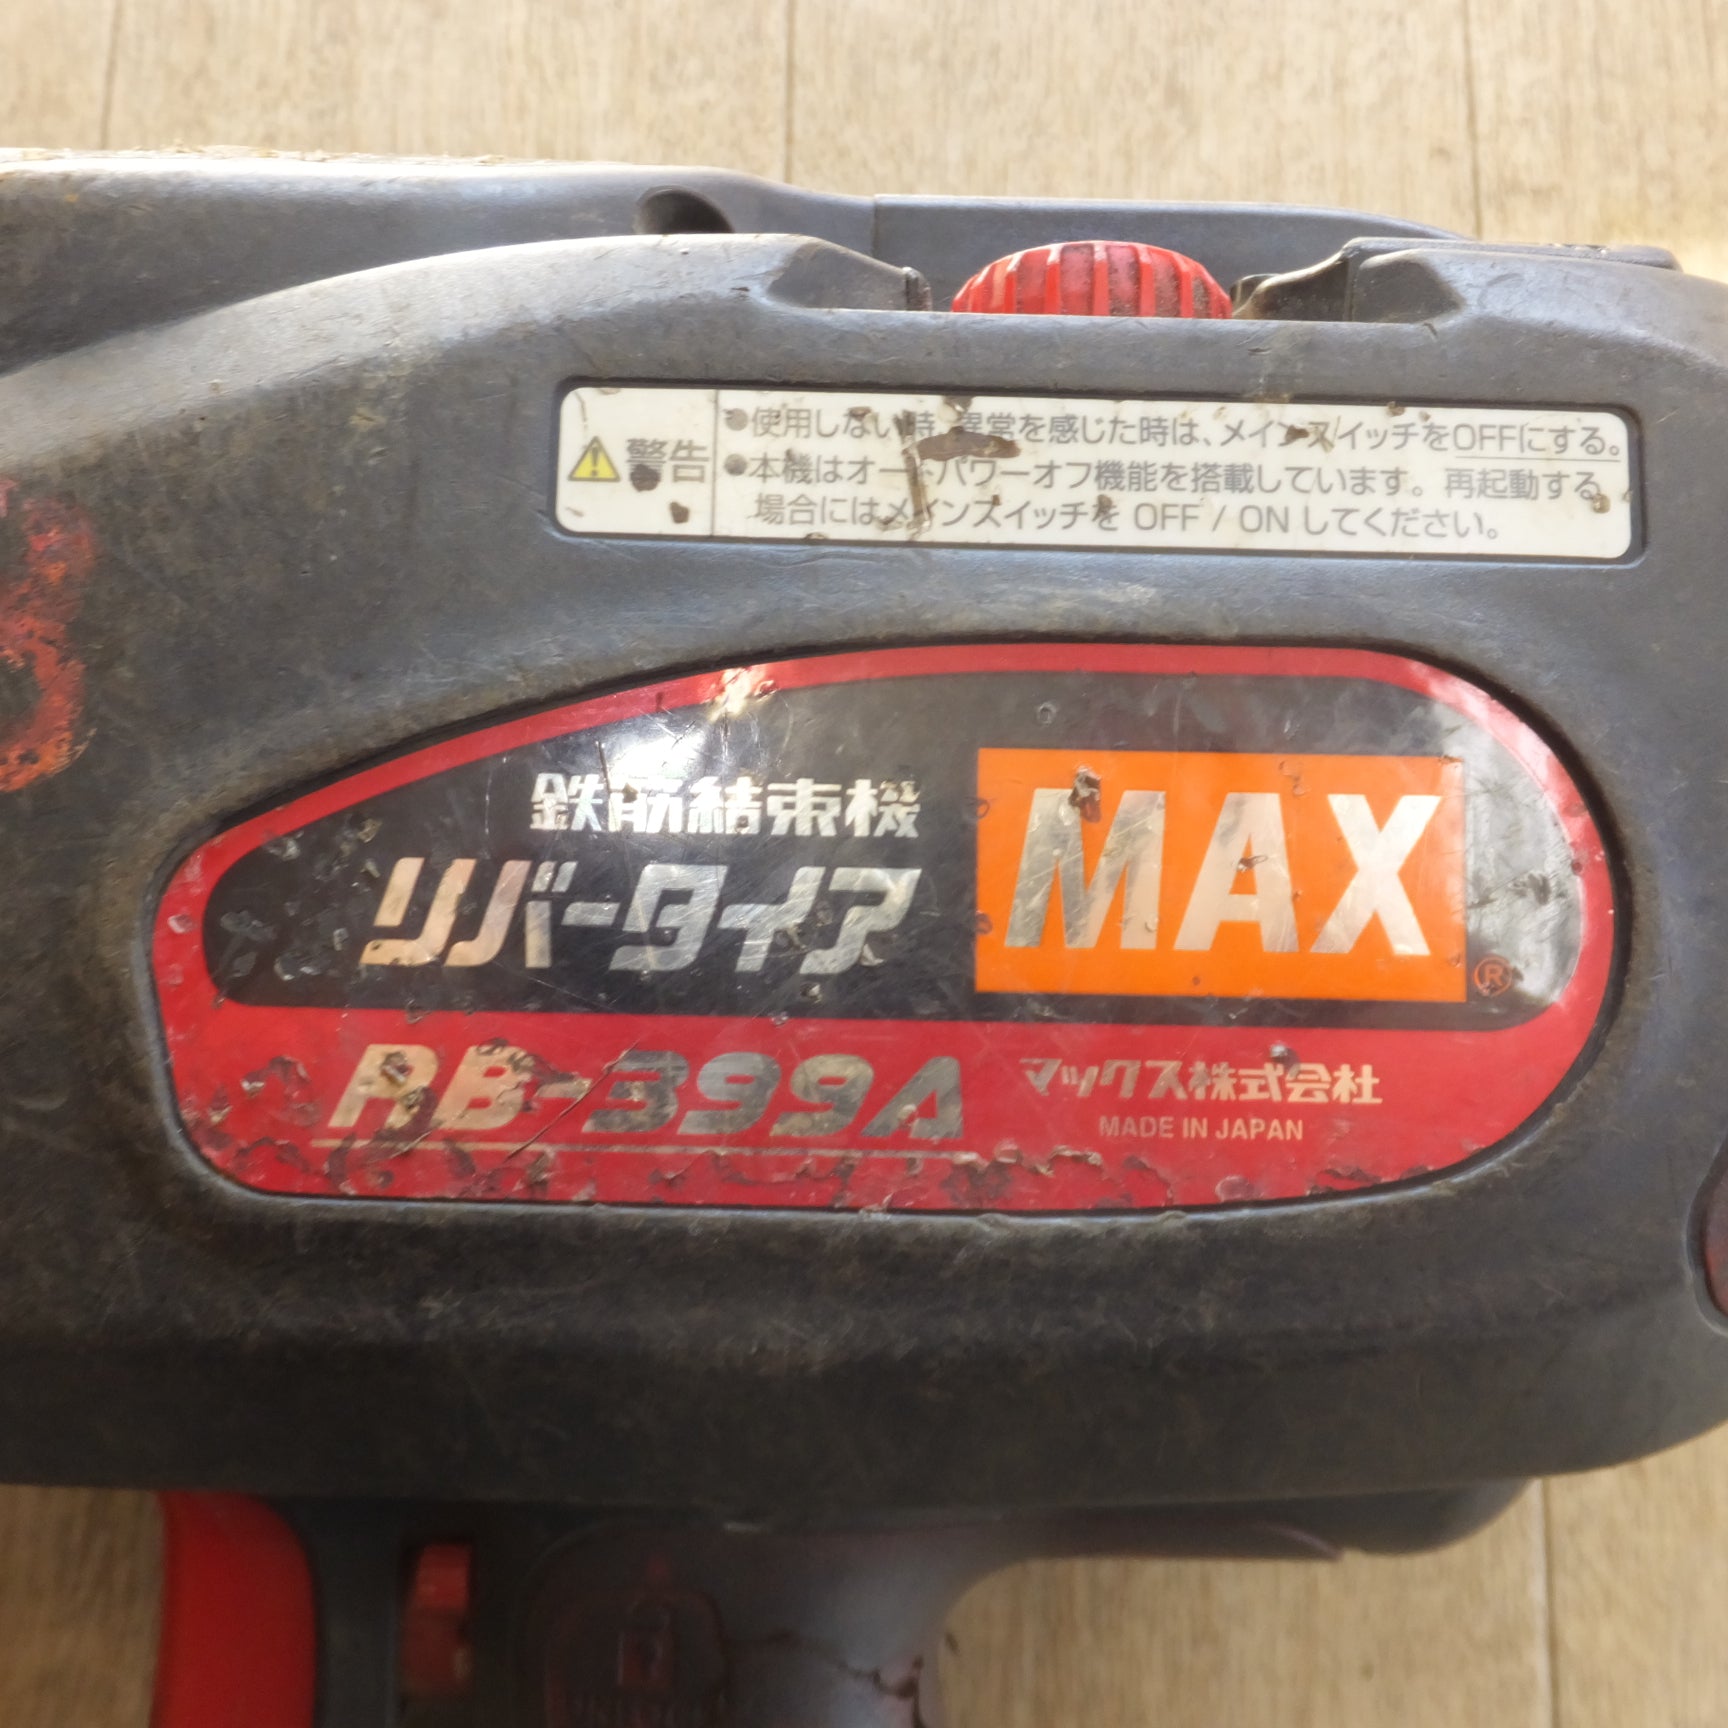 警告
●使用しない時、異常を感じた時は、メインスイッチをOFFにする。
●本機はオートパワーオフ機能を搭載しています。再起動する
場合にはメインスイッチを OFF / ON してください。
鉄筋結束機
リバータイア
MAX®
RB-399A
マックス株式会社
MADE IN JAPAN